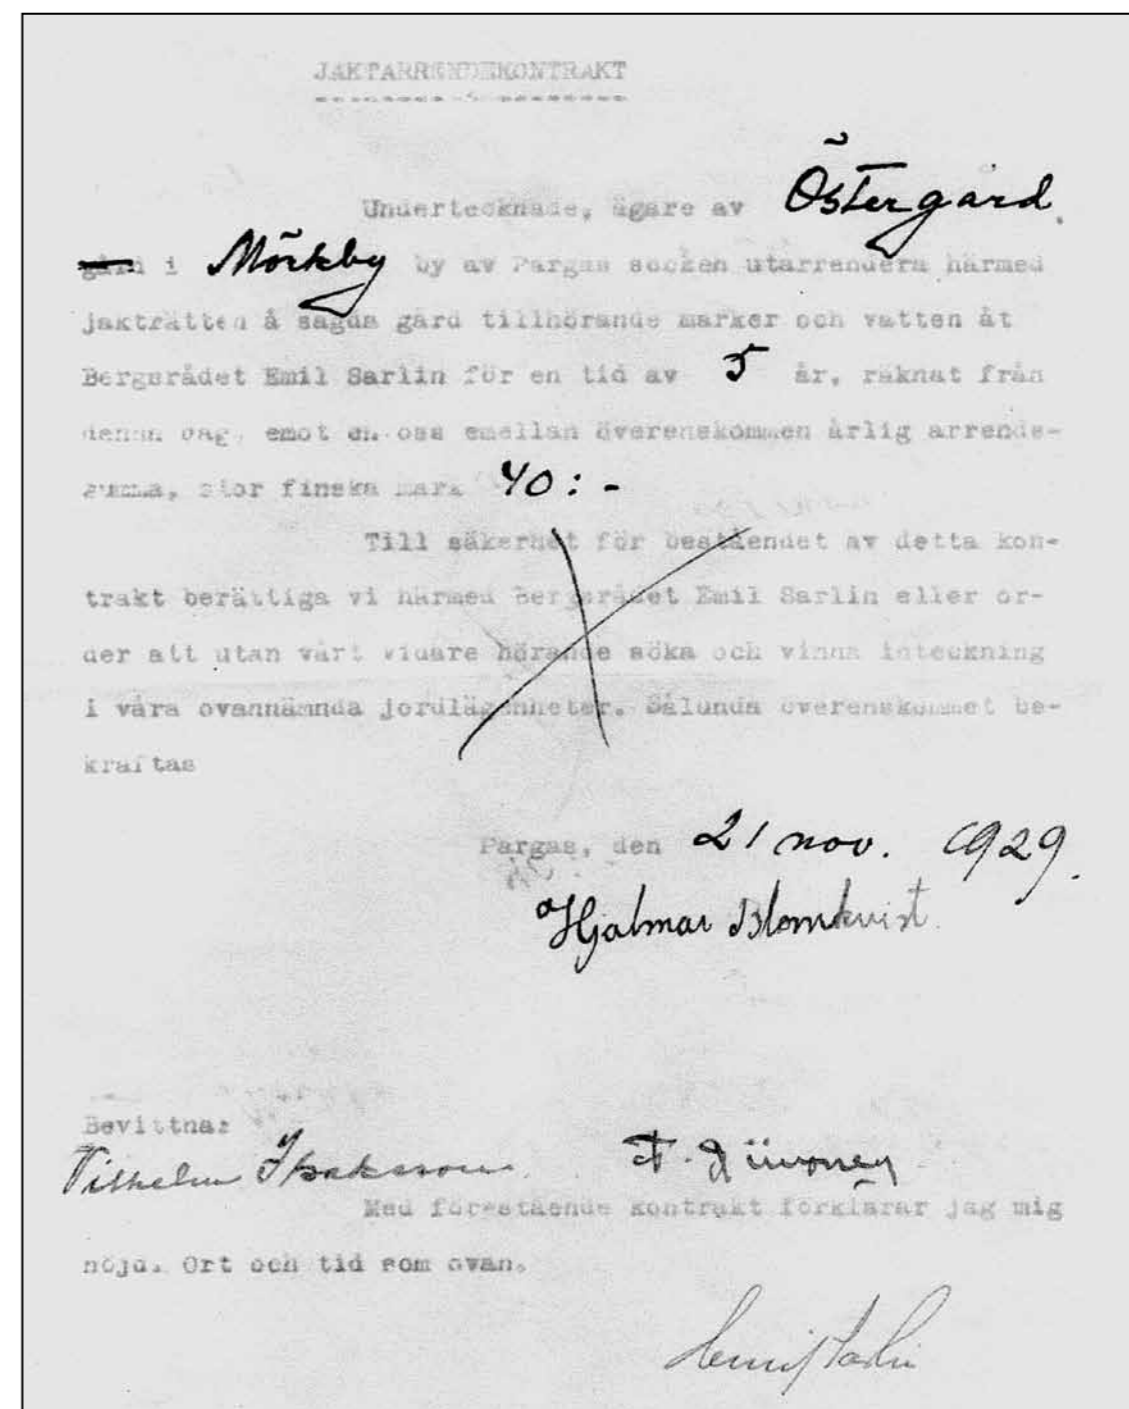 JAKTARRENDEKONTRAKT
Undertecknade, ägare av Östergård
gård i Mörkby by av Pargas socken utarrendera härmed
jakträtten å sagda gård tillhörande marker och vatten åt
Bergsrådet Emil Sarlin för en tid av 5 år, räknat från
denna dag, emot en oss emellan överenskommen årlig arrende-
summa, stor finska mark 40:-
Till säkerhet för beståendet av detta kon-
trakt berättiga vi härmed Bergsrådet Emil Sarlin eller or-
der att utan vårt vidare hörande söka och vinna inteckning
i våra ovannämnda jordlägenheter. Sålunda överenskommet be-
kräftas
Pargas, den 21 nov. 1929.
Hjalmar Blomkvist.
Bevittna:
Vilhelm Isaksson.
Med förestående kontrakt förklarar jag mig
nöjd. Ort och tid som ovan.
Emil Sarlin